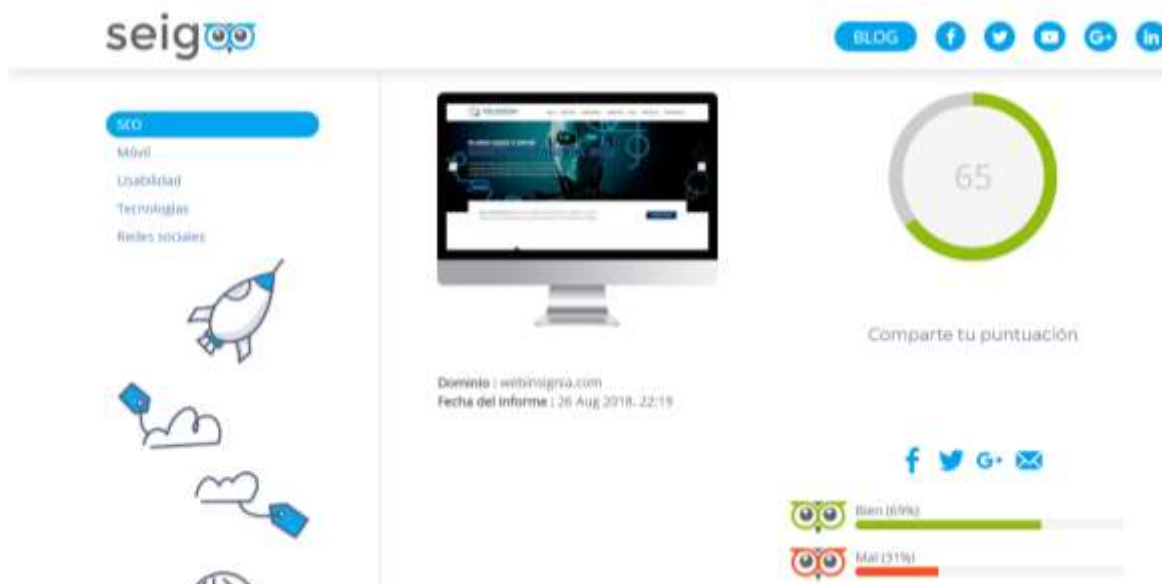 seigoo
BLOG
SEO
Móvil
Usabilidad
Tecnologías
Redes sociales
65
Comparte tu puntuación
Dominio : webinsignia.com
Fecha del informe : 26 Aug 2018, 22:19
Bien (69%)
Mal (31%)